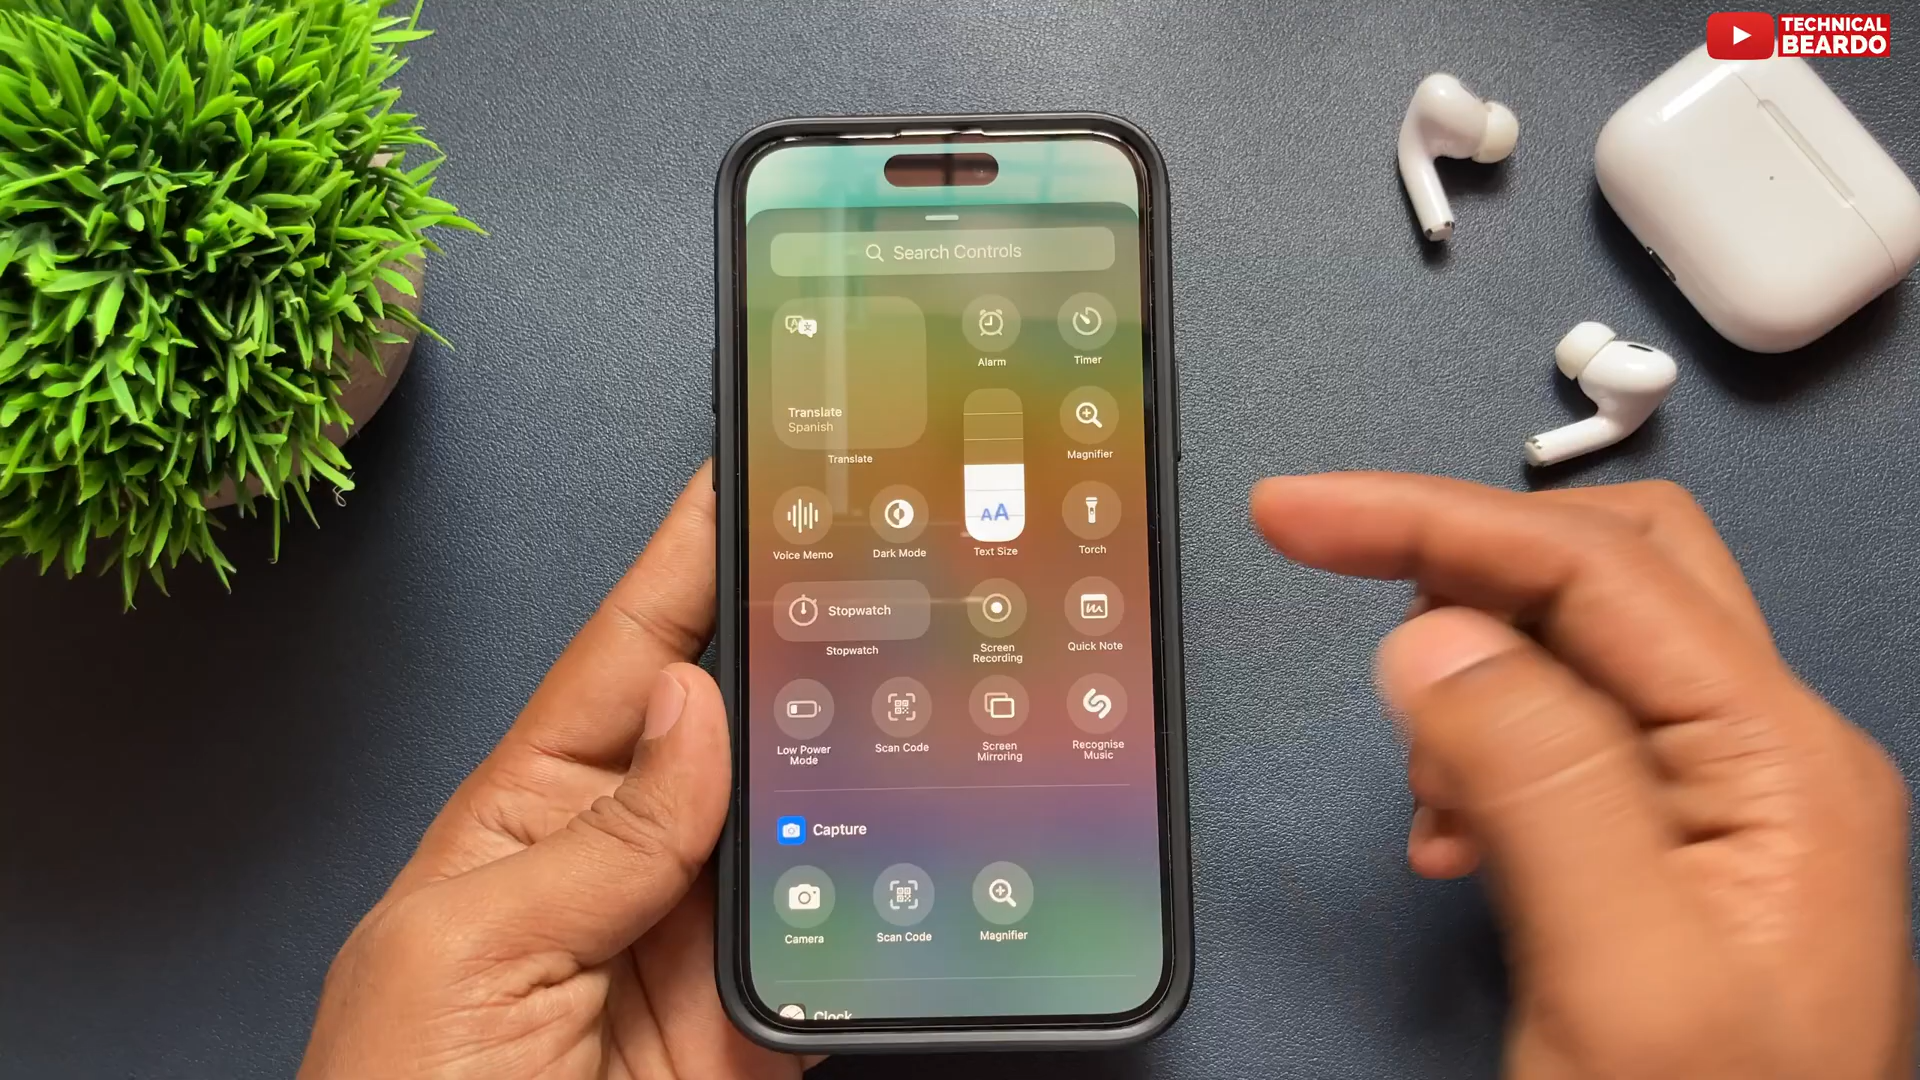 TECHNICAL
BEARDO
Search Controls
Translate
Spanish
Translate
Alarm
Timer
Magnifier
Voice Memo
Dark Mode
AA
Text Size
Torch
Stopwatch
Stopwatch
Screen
Recording
Quick Note
Low Power
Mode
Scan Code
Screen
Mirroring
Recognise
Music
Capture
Camera
Scan Code
Magnifier
Clock